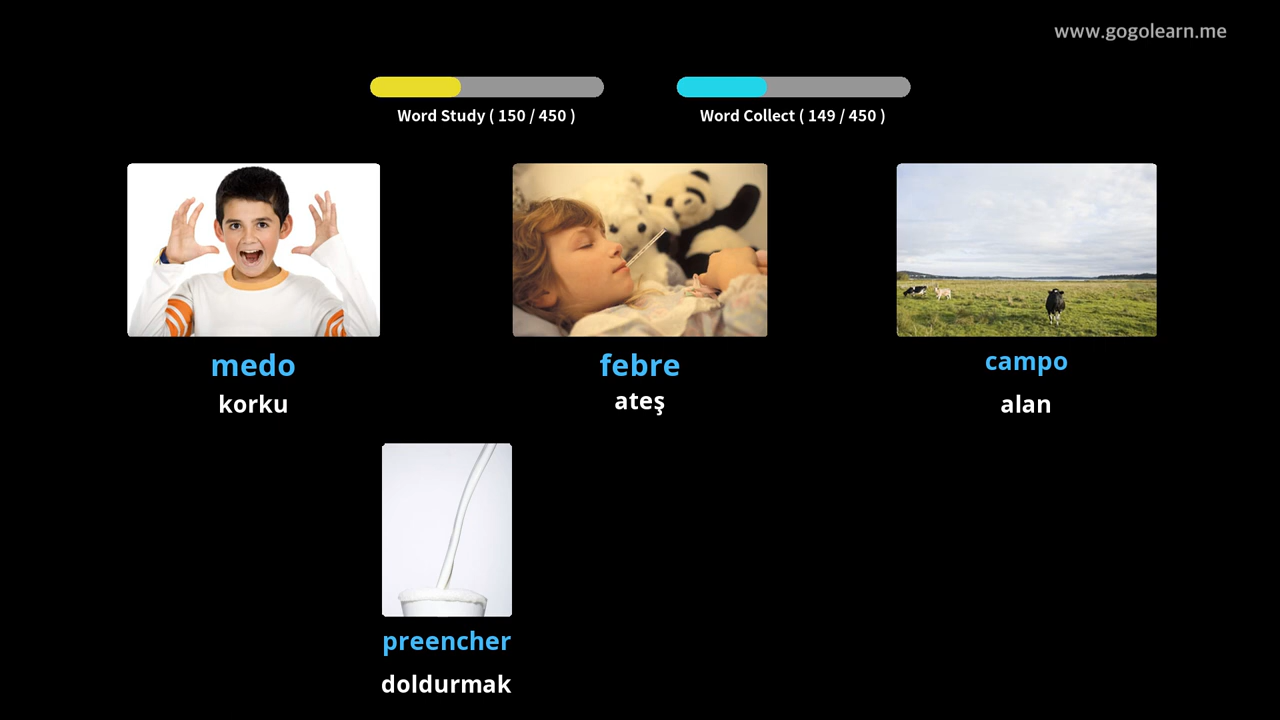 www.gogolearn.me
Word Study ( 150 / 450 )
Word Collect ( 149 / 450 )
medo
korku
febre
ateş
campo
alan
preencher
doldurmak